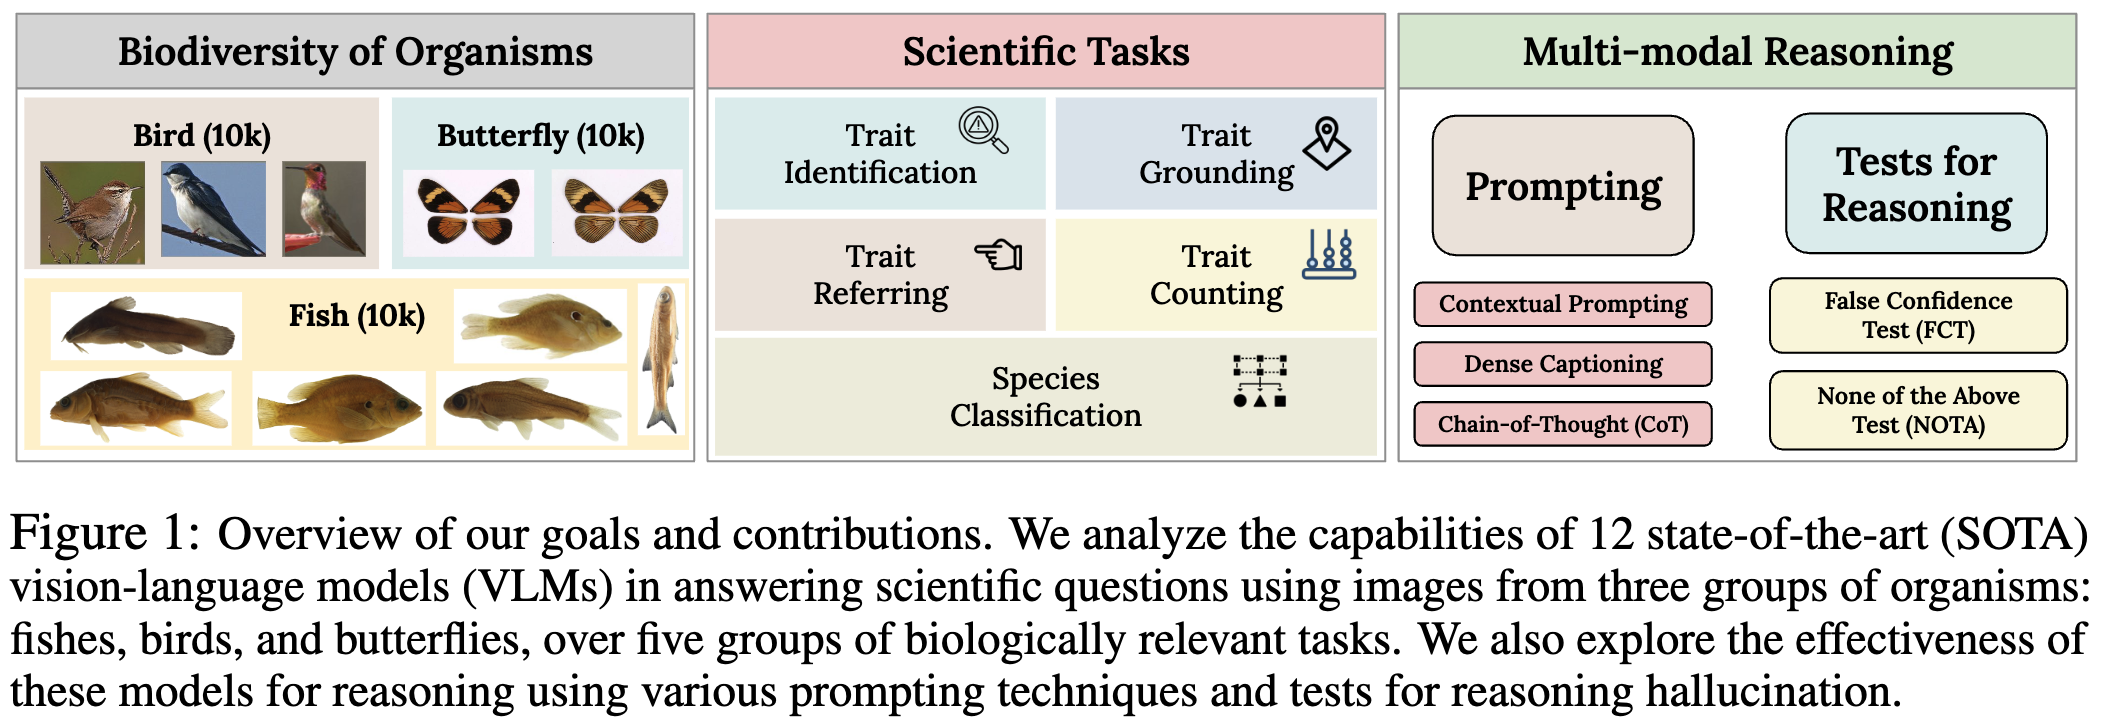 Biodiversity of Organisms
Bird (10k)
Butterfly (10k)
Fish (10k)
Scientific Tasks
Trait
Identification
Trait
Grounding
Trait
Referring
Trait
Counting
Species
Classification
Multi-modal Reasoning
Prompting
Contextual Prompting
Dense Captioning
Chain-of-Thought (CoT)
Tests for
Reasoning
False Confidence
Test (FCT)
None of the Above
Test (NOTA)
Figure 1: Overview of our goals and contributions. We analyze the capabilities of 12 state-of-the-art (SOTA)
vision-language models (VLMs) in answering scientific questions using images from three groups of organisms:
fishes, birds, and butterflies, over five groups of biologically relevant tasks. We also explore the effectiveness of
these models for reasoning using various prompting techniques and tests for reasoning hallucination.